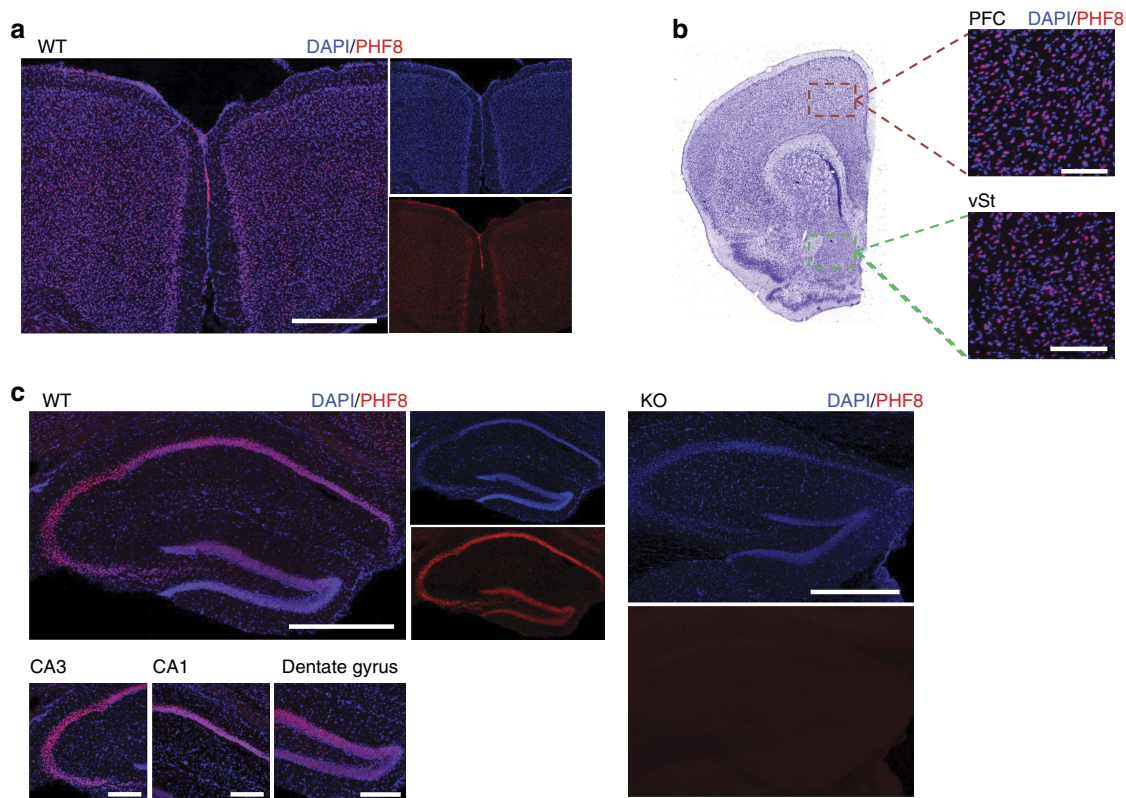 a
WT DAPI/PHF8
b
PFC DAPI/PHF8
vSt
c
WT DAPI/PHF8
KO DAPI/PHF8
CA3 CA1 Dentate gyrus